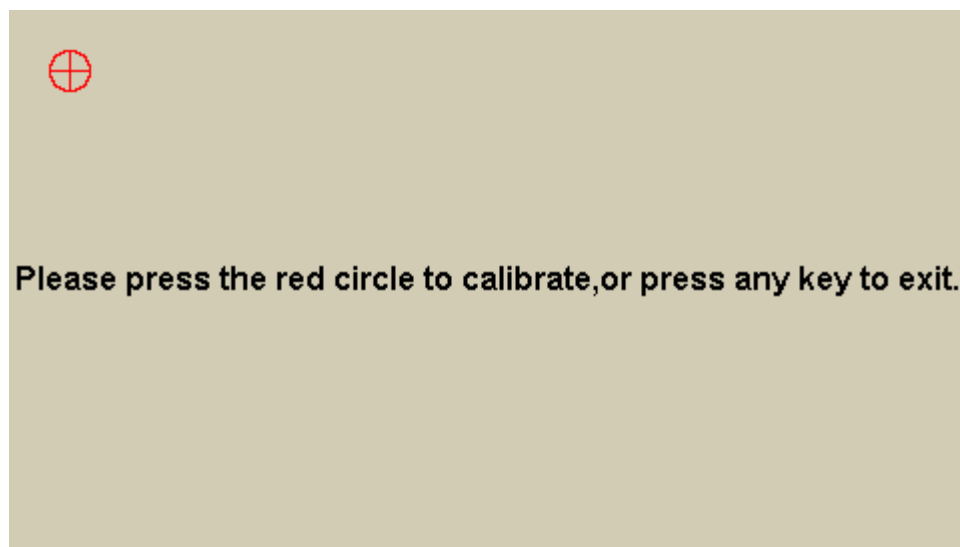 Please press the red circle to calibrate,or press any key to exit.